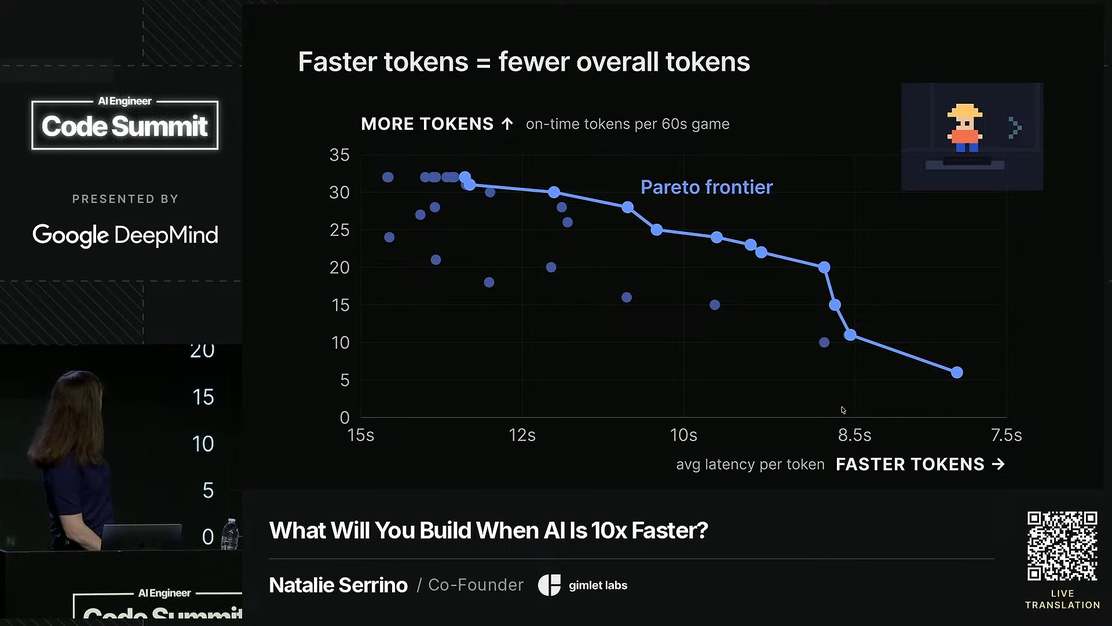 AI Engineer
Code Summit
PRESENTED BY
Google DeepMind
Faster tokens = fewer overall tokens
MORE TOKENS ↑ on-time tokens per 60s game
Pareto frontier
35
30
25
20
15
10
5
0
15s
12s
10s
8.5s
7.5s
avg latency per token FASTER TOKENS →
20
15
10
5
0
N
What Will You Build When AI Is 10x Faster?
Natalie Serrino / Co-Founder gimlet labs
LIVE
TRANSLATION
AI Engineer
Code Summit